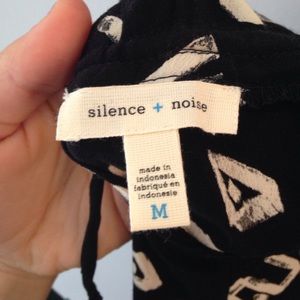 silence + noise
made in
indonesia
fabriqué en
indonesie
M